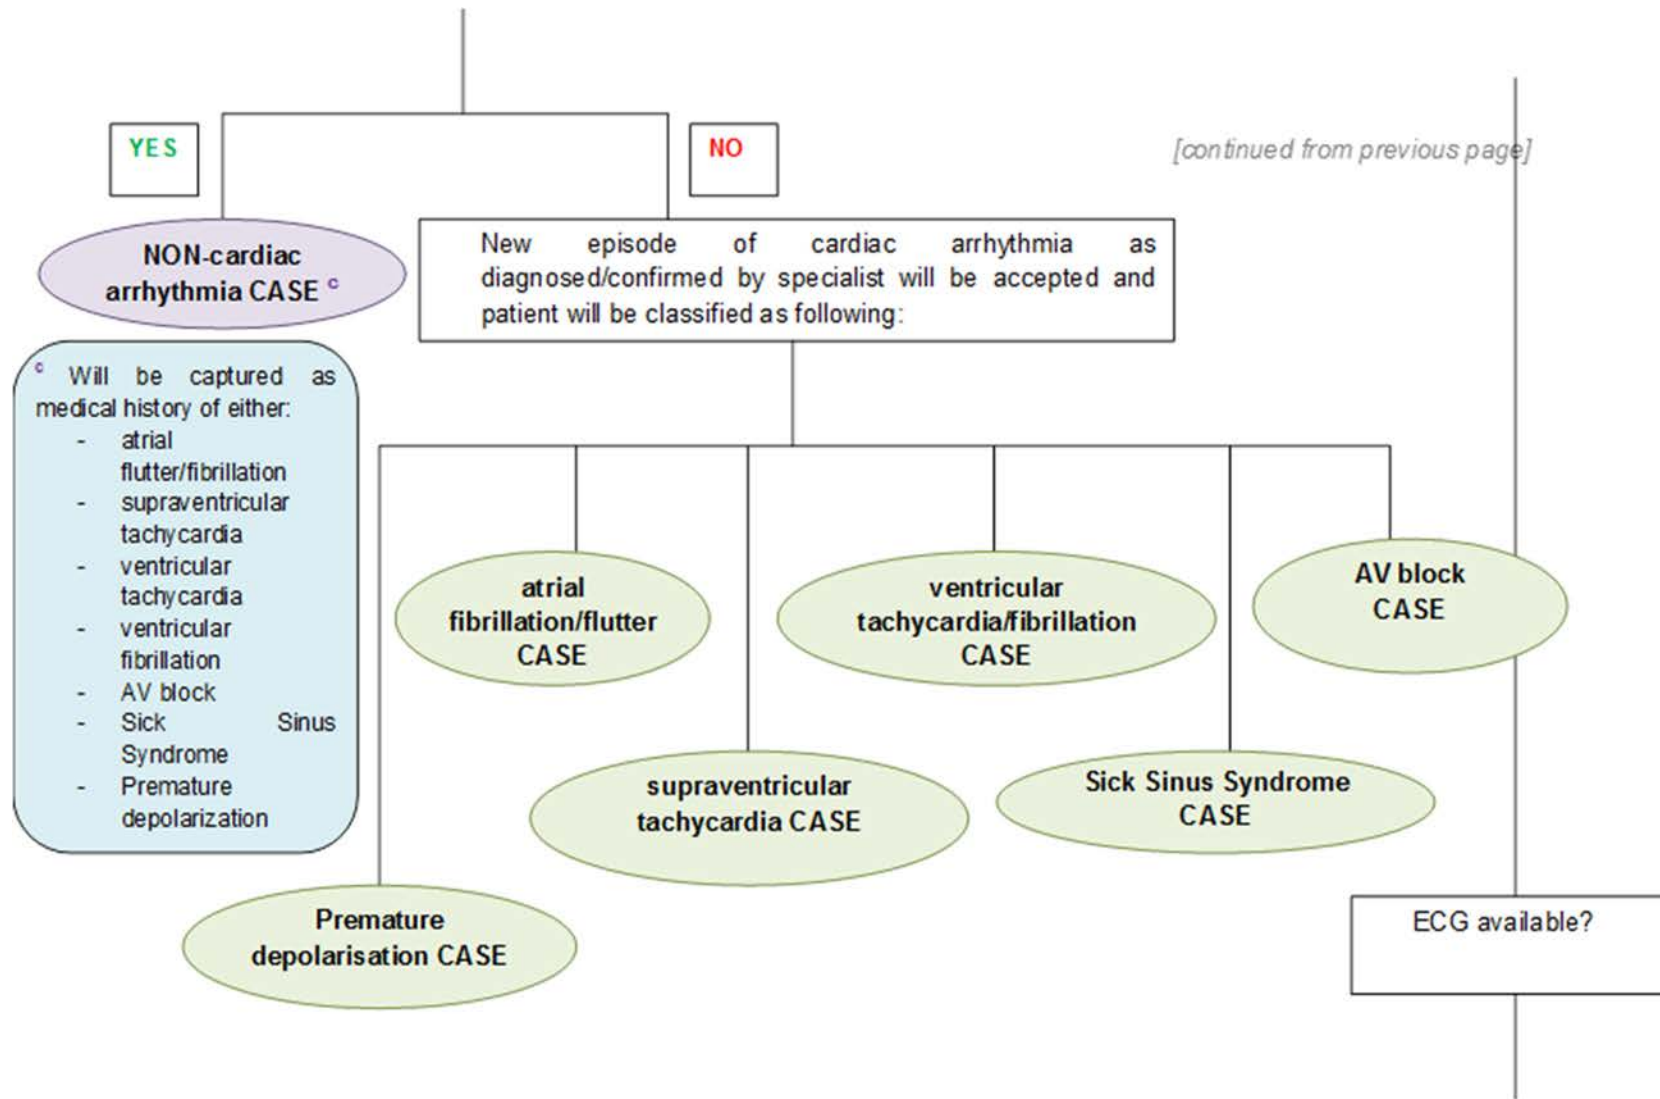 YES
NO
[continued from previous page]
NON-cardiac
arrhythmia CASE c
New episode of cardiac arrhythmia as
diagnosed/confirmed by specialist will be accepted and
patient will be classified as following:
c Will be captured as
medical history of either:
- atrial
flutter/fibrillation
- supraventricular
tachycardia
- ventricular
tachycardia
- ventricular
fibrillation
- AV block
- Sick Sinus
Syndrome
- Premature
depolarization
atrial
fibrillation/flutter
CASE
ventricular
tachycardia/fibrillation
CASE
AV block
CASE
supraventricular
tachycardia CASE
Sick Sinus Syndrome
CASE
Premature
depolarisation CASE
ECG available?